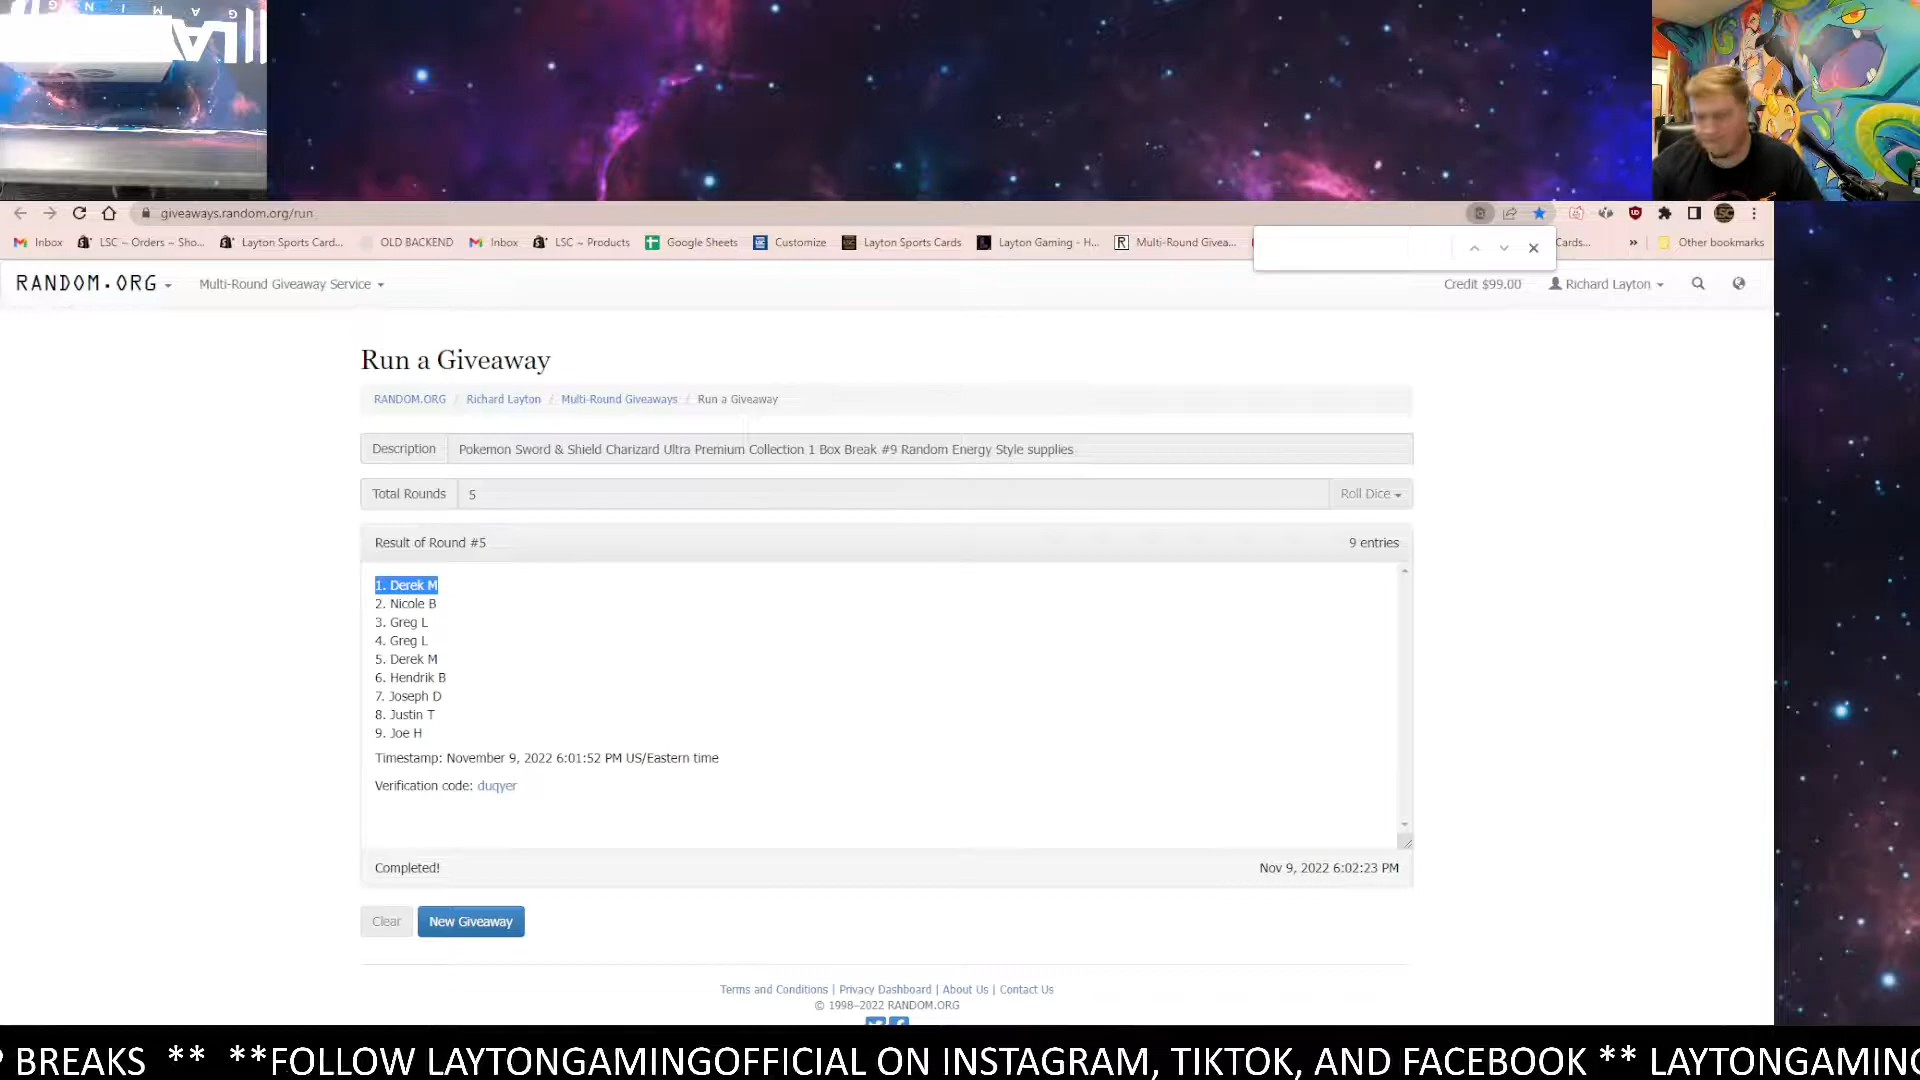 GAMING
LA
giveaways.random.org/run
Inbox
LSC ~ Orders ~ Sho...
Layton Sports Card...
OLD BACKEND
Inbox
LSC ~ Products
Google Sheets
Customize
Layton Sports Cards
Layton Gaming - H...
Multi-Round Givea...
Cards...
»
Other bookmarks
RANDOM.ORG
Multi-Round Giveaway Service
Credit $99.00
Richard Layton
Run a Giveaway
RANDOM.ORG / Richard Layton / Multi-Round Giveaways / Run a Giveaway
Description Pokemon Sword & Shield Charizard Ultra Premium Collection 1 Box Break #9 Random Energy Style supplies
Total Rounds 5 Roll Dice
Result of Round #5 9 entries
1. Derek M
2. Nicole B
3. Greg L
4. Greg L
5. Derek M
6. Hendrik B
7. Joseph D
8. Justin T
9. Joe H
Timestamp: November 9, 2022 6:01:52 PM US/Eastern time
Verification code: duqyer
Completed! Nov 9, 2022 6:02:23 PM
Clear New Giveaway
Terms and Conditions | Privacy Dashboard | About Us | Contact Us
© 1998–2022 RANDOM.ORG
P BREAKS ** **FOLLOW LAYTONGAMINGOFFICIAL ON INSTAGRAM, TIKTOK, AND FACEBOOK ** LAYTONGAMING